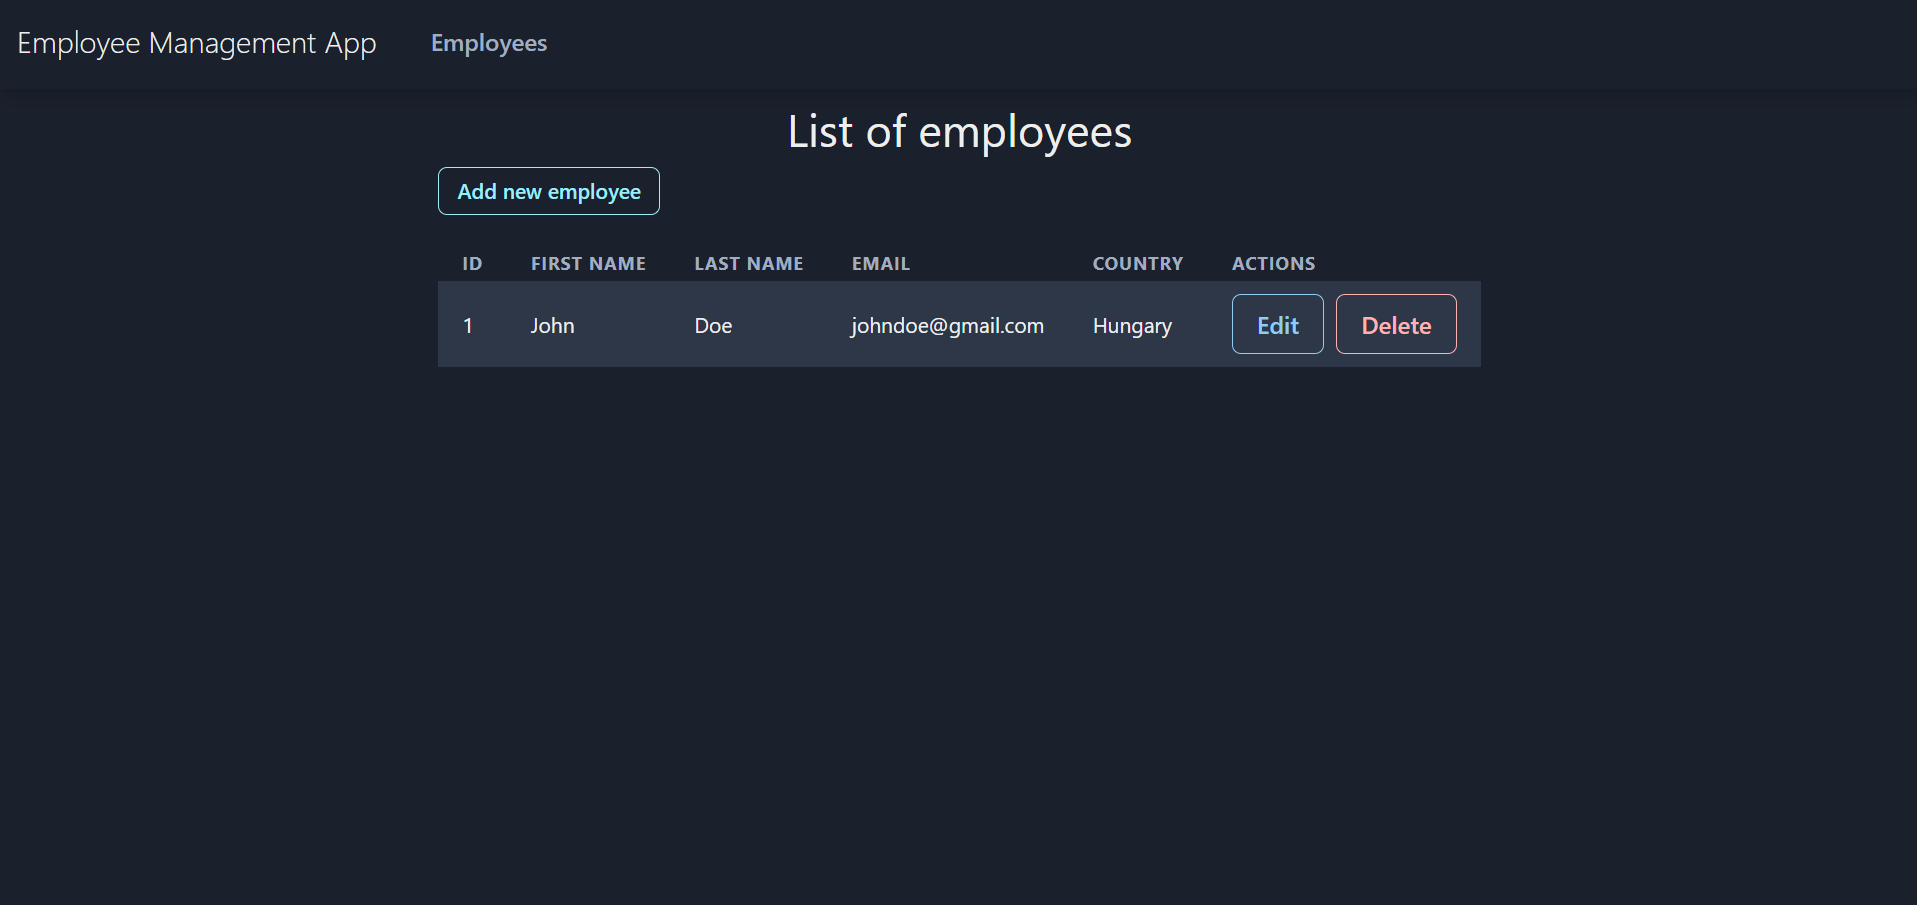 Employee Management App Employees
List of employees
Add new employee
ID FIRST NAME LAST NAME EMAIL COUNTRY ACTIONS
1 John Doe johndoe@gmail.com Hungary Edit Delete